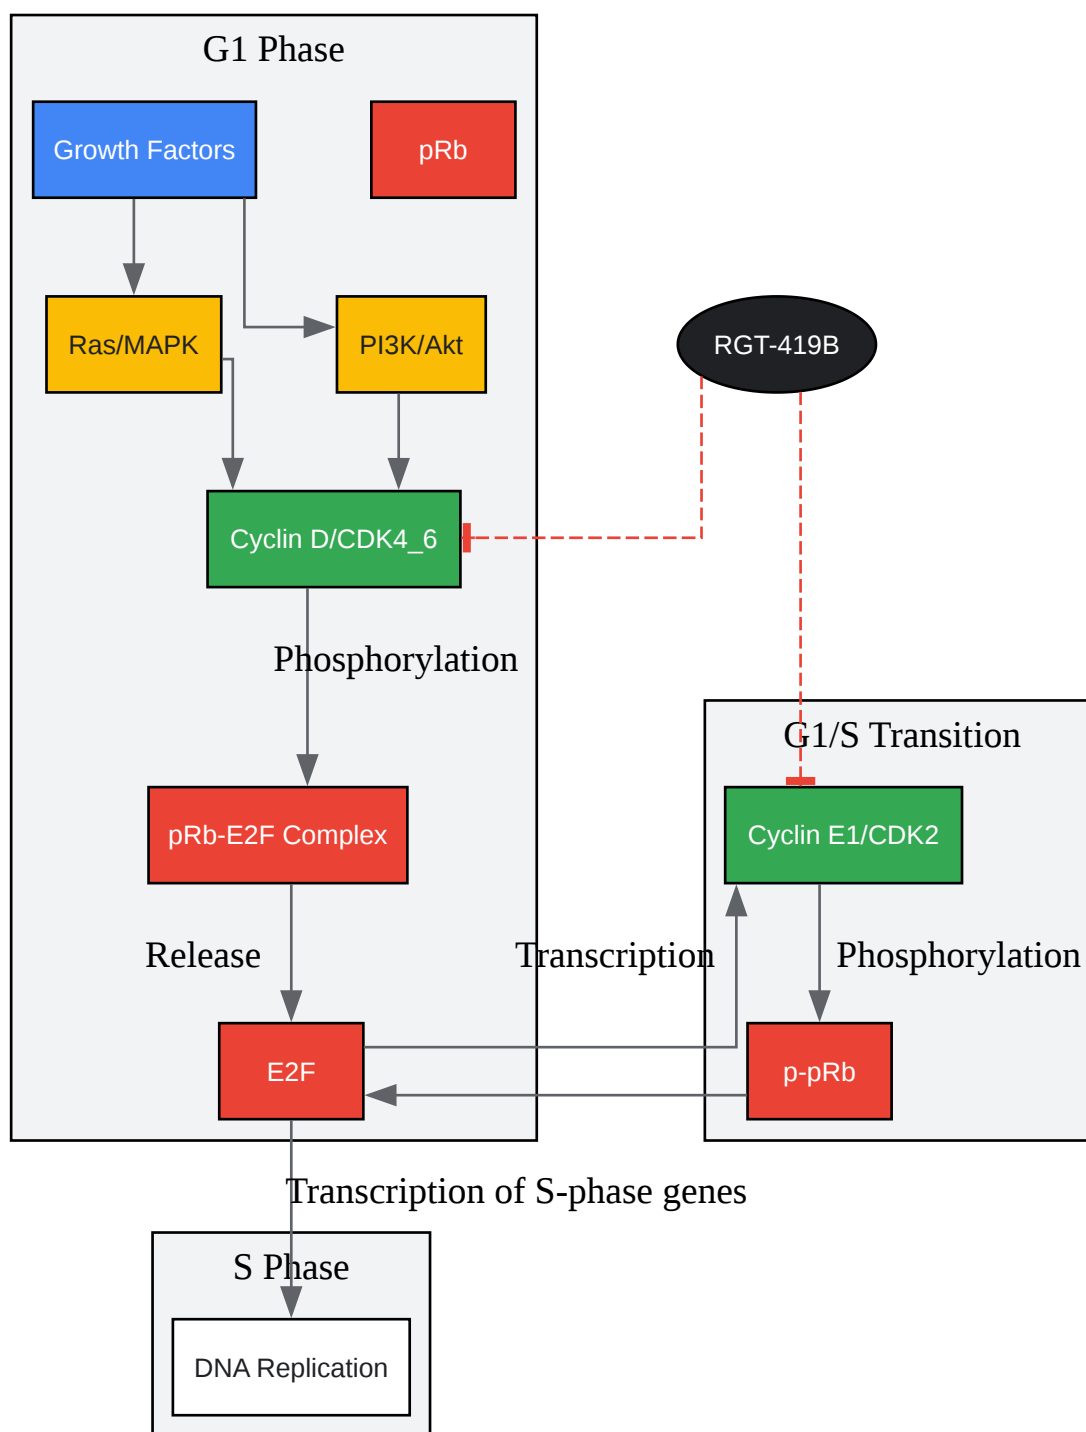 G1 Phase
Growth Factors
pRb
Ras/MAPK
PI3K/Akt
RGT-419B
Cyclin D/CDK4_6
Phosphorylation
G1/S Transition
pRb-E2F Complex
Cyclin E1/CDK2
Release
Transcription
Phosphorylation
E2F
p-pRb
Transcription of S-phase genes
S Phase
DNA Replication